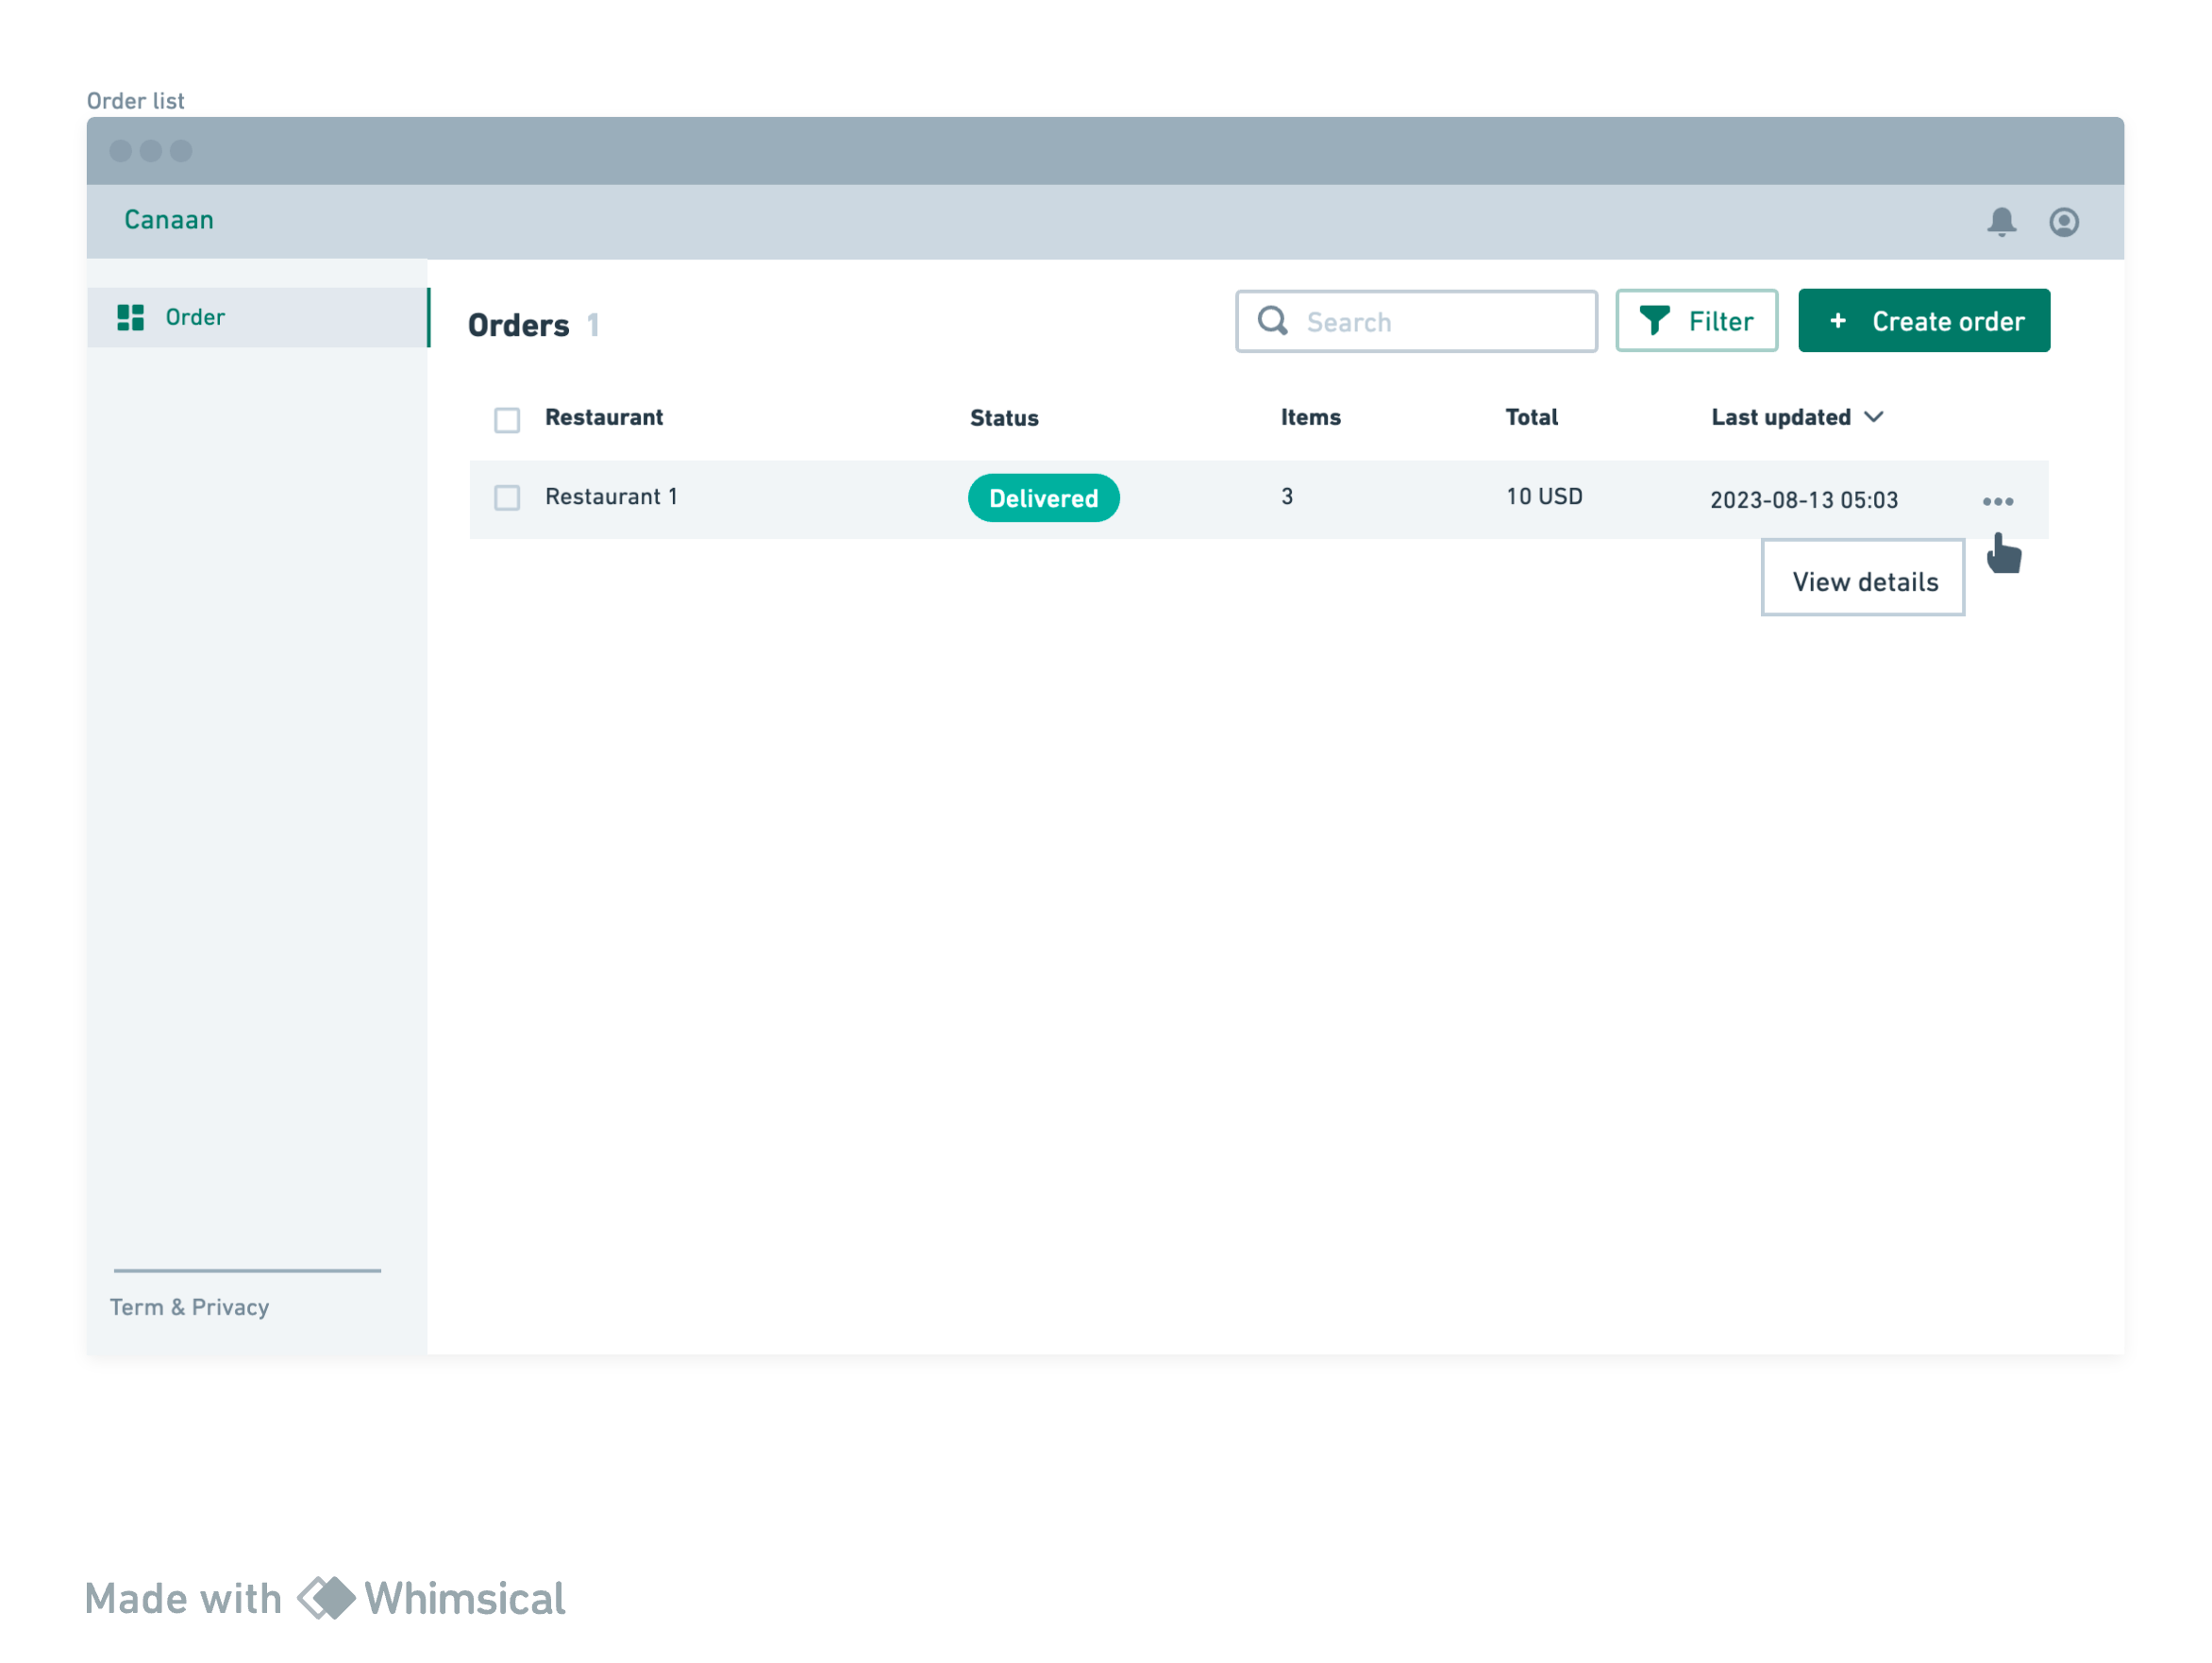 Order list
Canaan
Order
Orders 1
Search
Filter
+ Create order
Restaurant Status Items Total Last updated
Restaurant 1 Delivered 3 10 USD 2023-08-13 05:03
View details
Term & Privacy
Made with Whimsical